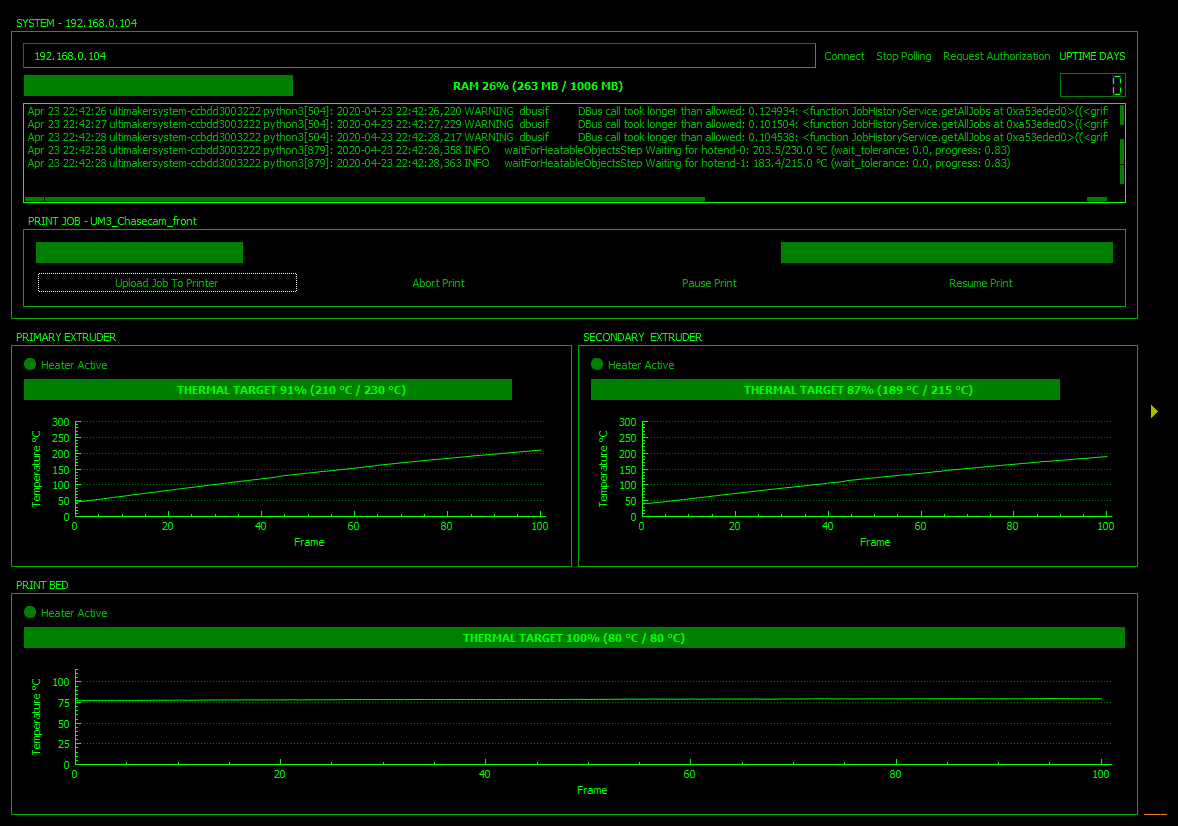 SYSTEM - 192.168.0.104
192.168.0.104 Connect Stop Polling Request Authorization UPTIME DAYS
RAM 26% (263 MB / 1006 MB) 0
Apr 23 22:42:26 ultimakersystem-ccbdd3003222 python3[504]: 2020-04-23 22:42:26,220 WARNING dbusif DBus call took longer than allowed: 0.124934: <function JobHistoryService.getAllJobs at 0xa53eded0>((<grif
Apr 23 22:42:27 ultimakersystem-ccbdd3003222 python3[504]: 2020-04-23 22:42:27,229 WARNING dbusif DBus call took longer than allowed: 0.101504: <function JobHistoryService.getAllJobs at 0xa53eded0>((<grif
Apr 23 22:42:28 ultimakersystem-ccbdd3003222 python3[504]: 2020-04-23 22:42:28,217 WARNING dbusif DBus call took longer than allowed: 0.104538: <function JobHistoryService.getAllJobs at 0xa53eded0>((<grif
Apr 23 22:42:28 ultimakersystem-ccbdd3003222 python3[879]: 2020-04-23 22:42:28,358 INFO waitForHeatableObjectsStep Waiting for hotend-0: 203.5/230.0 °C (wait_tolerance: 0.0, progress: 0.83)
Apr 23 22:42:28 ultimakersystem-ccbdd3003222 python3[879]: 2020-04-23 22:42:28,363 INFO waitForHeatableObjectsStep Waiting for hotend-1: 183.4/215.0 °C (wait_tolerance: 0.0, progress: 0.83)
PRINT JOB - UM3_Chasecam_front
Upload Job To Printer Abort Print Pause Print Resume Print
PRIMARY EXTRUDER
Heater Active
THERMAL TARGET 91% (210 °C / 230 °C)
Temperature °C
300
250
200
150
100
50
0
0 20 40 60 80 100
Frame
SECONDARY EXTRUDER
Heater Active
THERMAL TARGET 87% (189 °C / 215 °C)
Temperature °C
300
250
200
150
100
50
0
0 20 40 60 80 100
Frame
PRINT BED
Heater Active
THERMAL TARGET 100% (80 °C / 80 °C)
Temperature °C
100
75
50
25
0
0 20 40 60 80 100
Frame